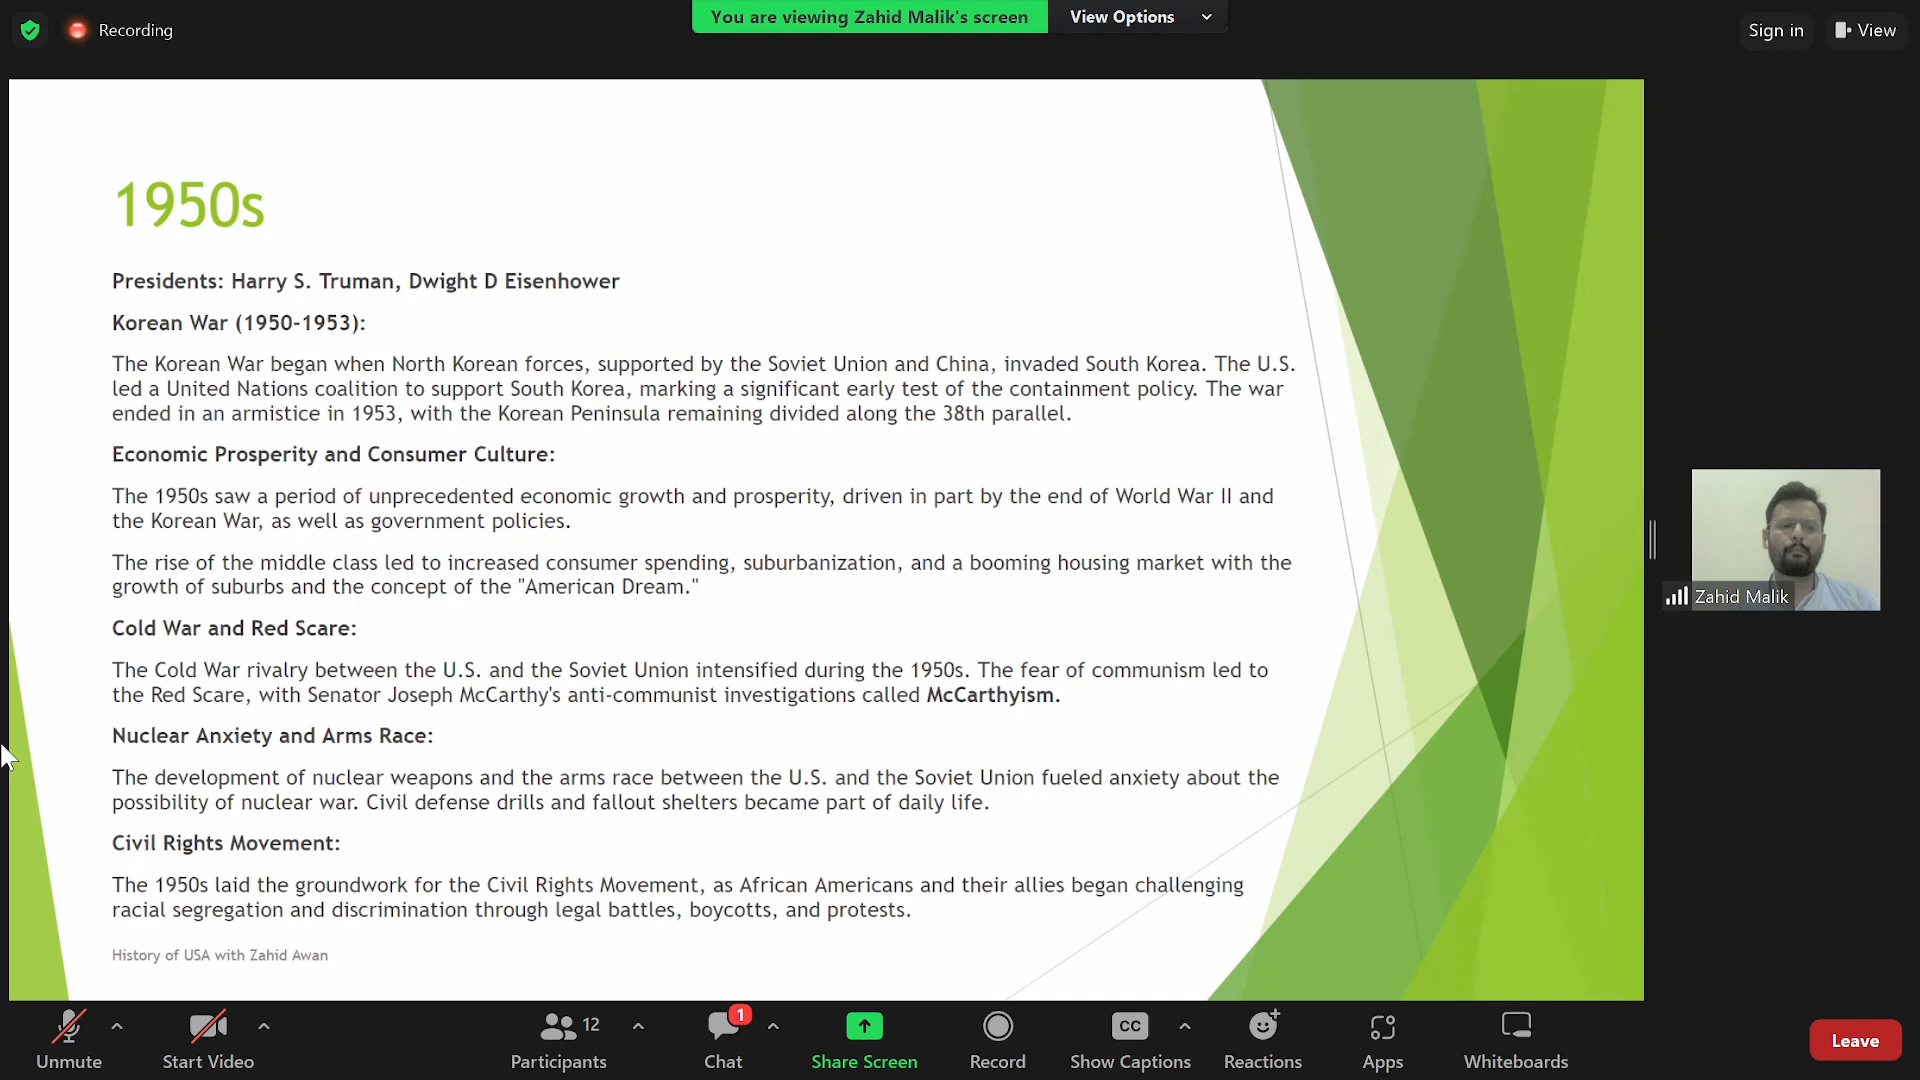 Recording
You are viewing Zahid Malik's screen
View Options
Sign in
View
1950s
Presidents: Harry S. Truman, Dwight D Eisenhower
Korean War (1950-1953):
The Korean War began when North Korean forces, supported by the Soviet Union and China, invaded South Korea. The U.S.
led a United Nations coalition to support South Korea, marking a significant early test of the containment policy. The war
ended in an armistice in 1953, with the Korean Peninsula remaining divided along the 38th parallel.
Economic Prosperity and Consumer Culture:
The 1950s saw a period of unprecedented economic growth and prosperity, driven in part by the end of World War II and
the Korean War, as well as government policies.
The rise of the middle class led to increased consumer spending, suburbanization, and a booming housing market with the
growth of suburbs and the concept of the "American Dream."
Cold War and Red Scare:
The Cold War rivalry between the U.S. and the Soviet Union intensified during the 1950s. The fear of communism led to
the Red Scare, with Senator Joseph McCarthy's anti-communist investigations called McCarthyism.
Nuclear Anxiety and Arms Race:
The development of nuclear weapons and the arms race between the U.S. and the Soviet Union fueled anxiety about the
possibility of nuclear war. Civil defense drills and fallout shelters became part of daily life.
Civil Rights Movement:
The 1950s laid the groundwork for the Civil Rights Movement, as African Americans and their allies began challenging
racial segregation and discrimination through legal battles, boycotts, and protests.
History of USA with Zahid Awan
Zahid Malik
12
1
CC
Unmute
Start Video
Participants
Chat
Share Screen
Record
Show Captions
Reactions
Apps
Whiteboards
Leave